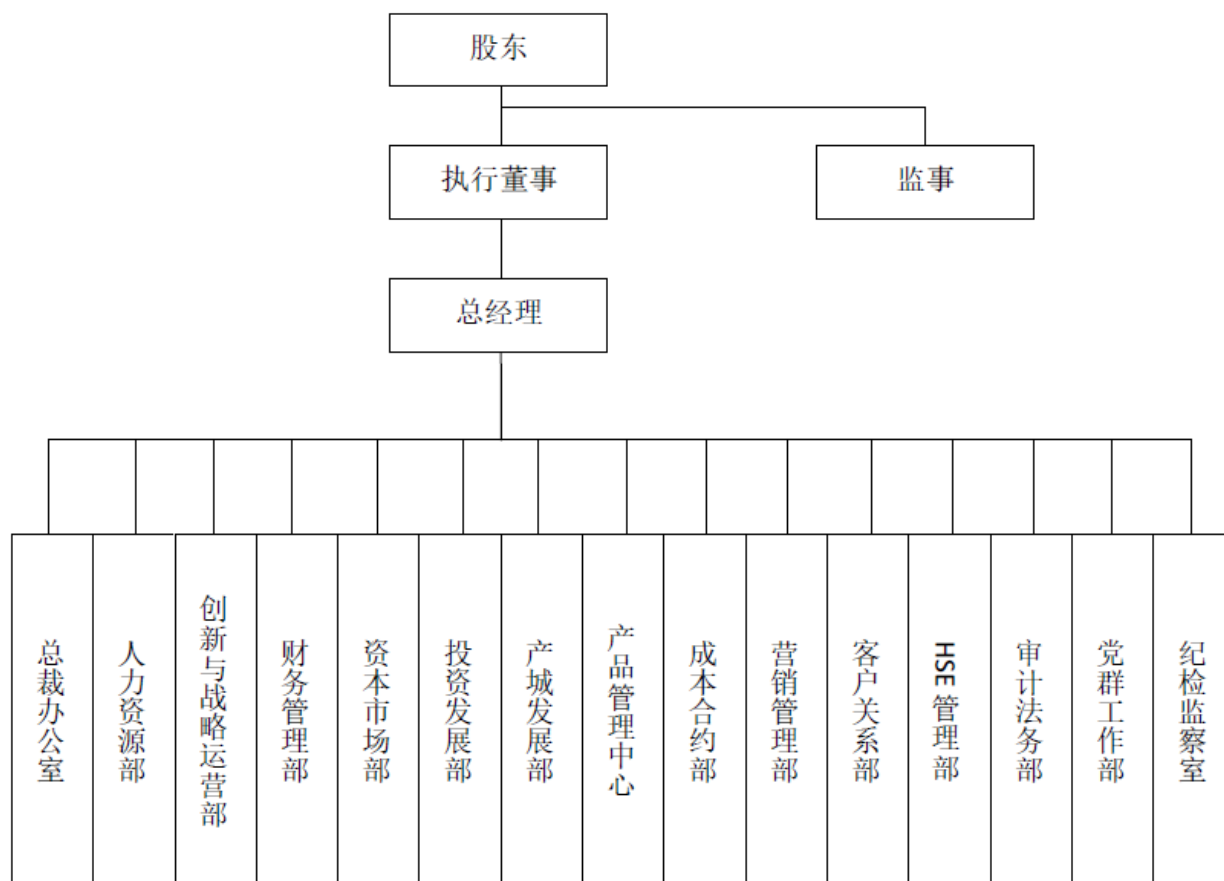 股东
执行董事
监事
总经理
总裁办公室
人力资源部
创新与战略运营部
财务管理部
资本市场部
投资发展部
产城发展部
产品管理中心
成本合约部
营销管理部
客户关系部
HSE 管理部
审计法务部
党群工作部
纪检监察室